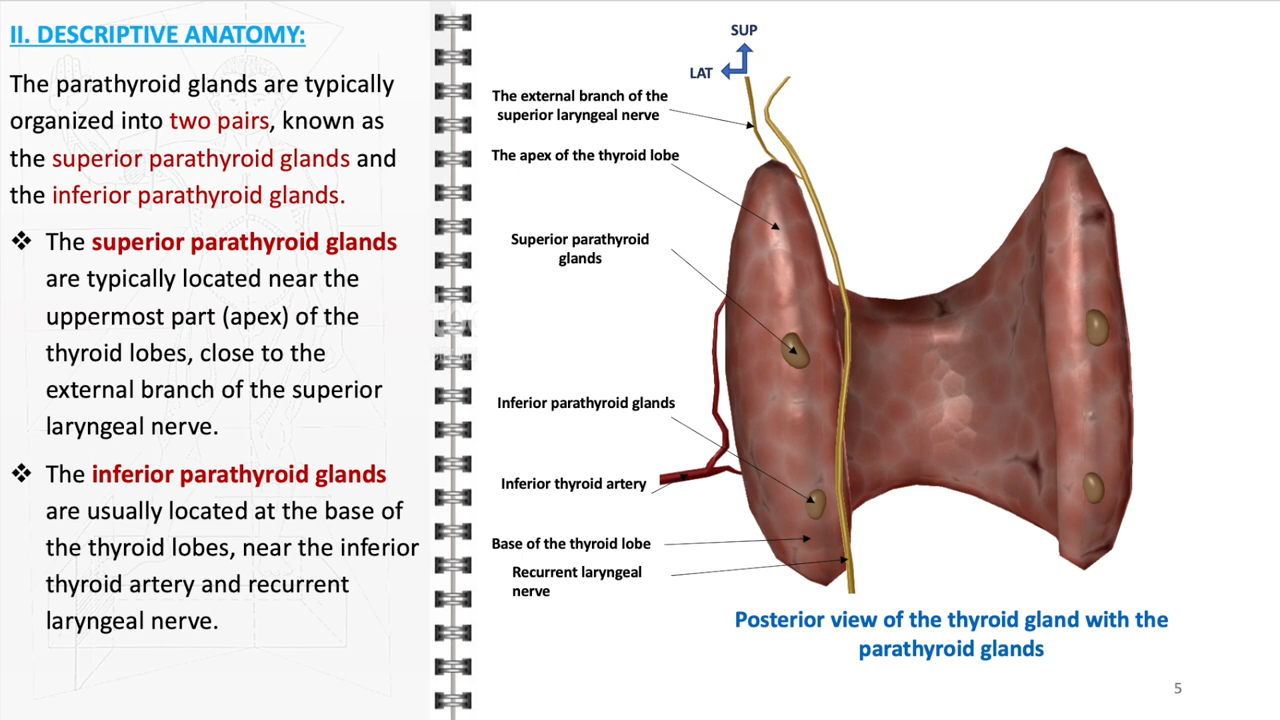 II. DESCRIPTIVE ANATOMY:
The parathyroid glands are typically
organized into two pairs, known as
the superior parathyroid glands and
the inferior parathyroid glands.
❖ The superior parathyroid glands
are typically located near the
uppermost part (apex) of the
thyroid lobes, close to the
external branch of the superior
laryngeal nerve.
❖ The inferior parathyroid glands
are usually located at the base of
the thyroid lobes, near the inferior
thyroid artery and recurrent
laryngeal nerve.
SUP
LAT
The external branch of the
superior laryngeal nerve
The apex of the thyroid lobe
Superior parathyroid
glands
Inferior parathyroid glands
Inferior thyroid artery
Base of the thyroid lobe
Recurrent laryngeal
nerve
Posterior view of the thyroid gland with the
parathyroid glands
5